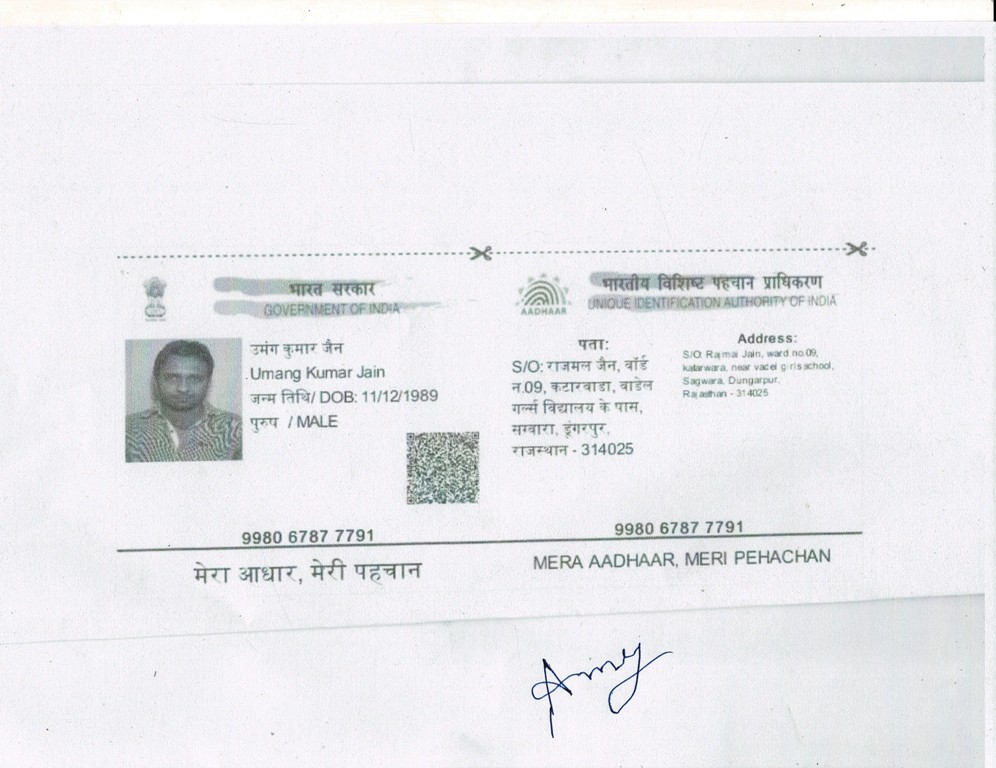 भारत सरकार
GOVERNMENT OF INDIA
उमंग कुमार जैन
Umang Kumar Jain
जन्म तिथि/ DOB: 11/12/1989
पुरुष / MALE
9980 6787 7791
मेरा आधार, मेरी पहचान
AADHAAR
भारतीय विशिष्ट पहचान प्राधिकरण
UNIQUE IDENTIFICATION AUTHORITY OF INDIA
पता:
S/O: राजमल जैन, वॉर्ड
न.09, कटारवाडा, वाडेल
गर्ल्स विद्यालय के पास,
सग्वारा, डूंगरपुर,
राजस्थान - 314025
Address:
S/O: Rajmal Jain, ward no.09,
katarwara, near vadel girls school,
Sagwara, Dungarpur,
Rajasthan - 314025
9980 6787 7791
MERA AADHAAR, MERI PEHACHAN